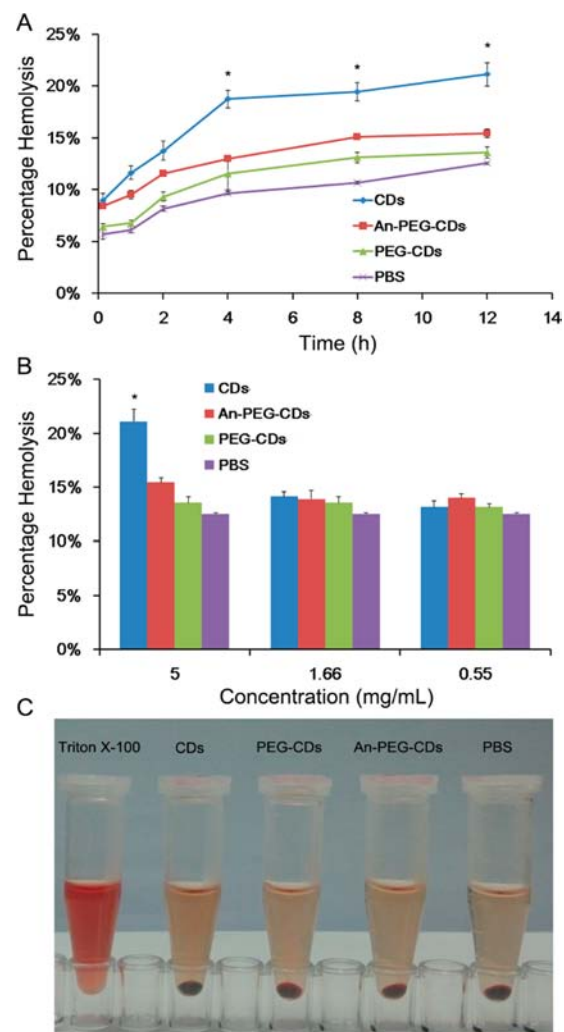 A
25%
20%
15%
10%
5%
0%
Percentage Hemolysis
* * *
CDs
An-PEG-CDs
PEG-CDs
PBS
0 2 4 6 8 10 12 14
Time (h)
B
25%
20%
15%
10%
5%
0%
Percentage Hemolysis
*
CDs
An-PEG-CDs
PEG-CDs
PBS
5 1.66 0.55
Concentration (mg/mL)
C
Triton X-100 CDs PEG-CDs An-PEG-CDs PBS